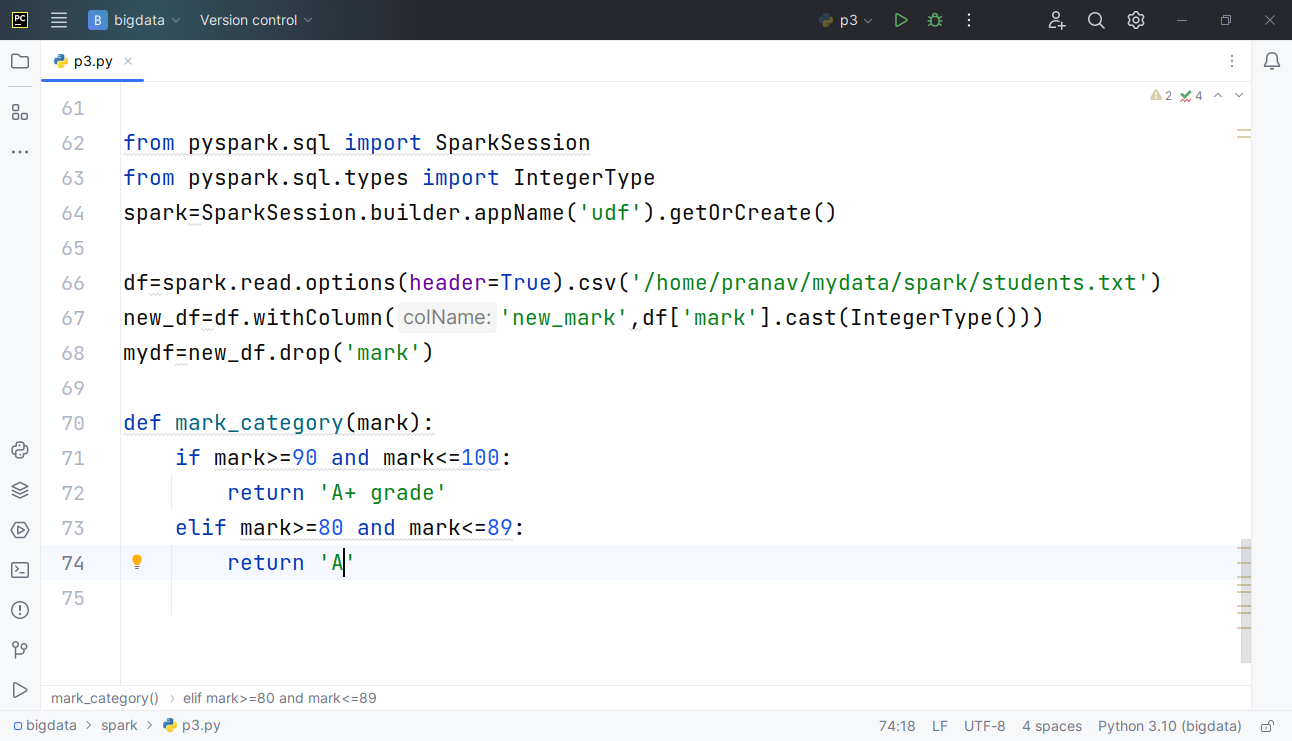 PC B bigdata Version control p3
p3.py
2 4
61
62 from pyspark.sql import SparkSession
63 from pyspark.sql.types import IntegerType
64 spark=SparkSession.builder.appName('udf').getOrCreate()
65
66 df=spark.read.options(header=True).csv('/home/pranav/mydata/spark/students.txt')
67 new_df=df.withColumn( colName: 'new_mark',df['mark'].cast(IntegerType()))
68 mydf=new_df.drop('mark')
69
70 def mark_category(mark):
71 if mark>=90 and mark<=100:
72 return 'A+ grade'
73 elif mark>=80 and mark<=89:
74 return 'A'
75
mark_category() › elif mark>=80 and mark<=89
bigdata > spark > p3.py 74:18 LF UTF-8 4 spaces Python 3.10 (bigdata)